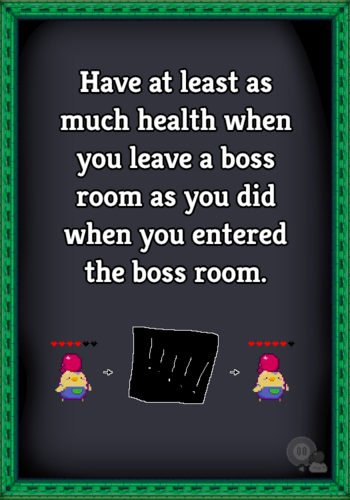 Have at least as
much health when
you leave a boss
room as you did
when you entered
the boss room.
! ! ! ! !